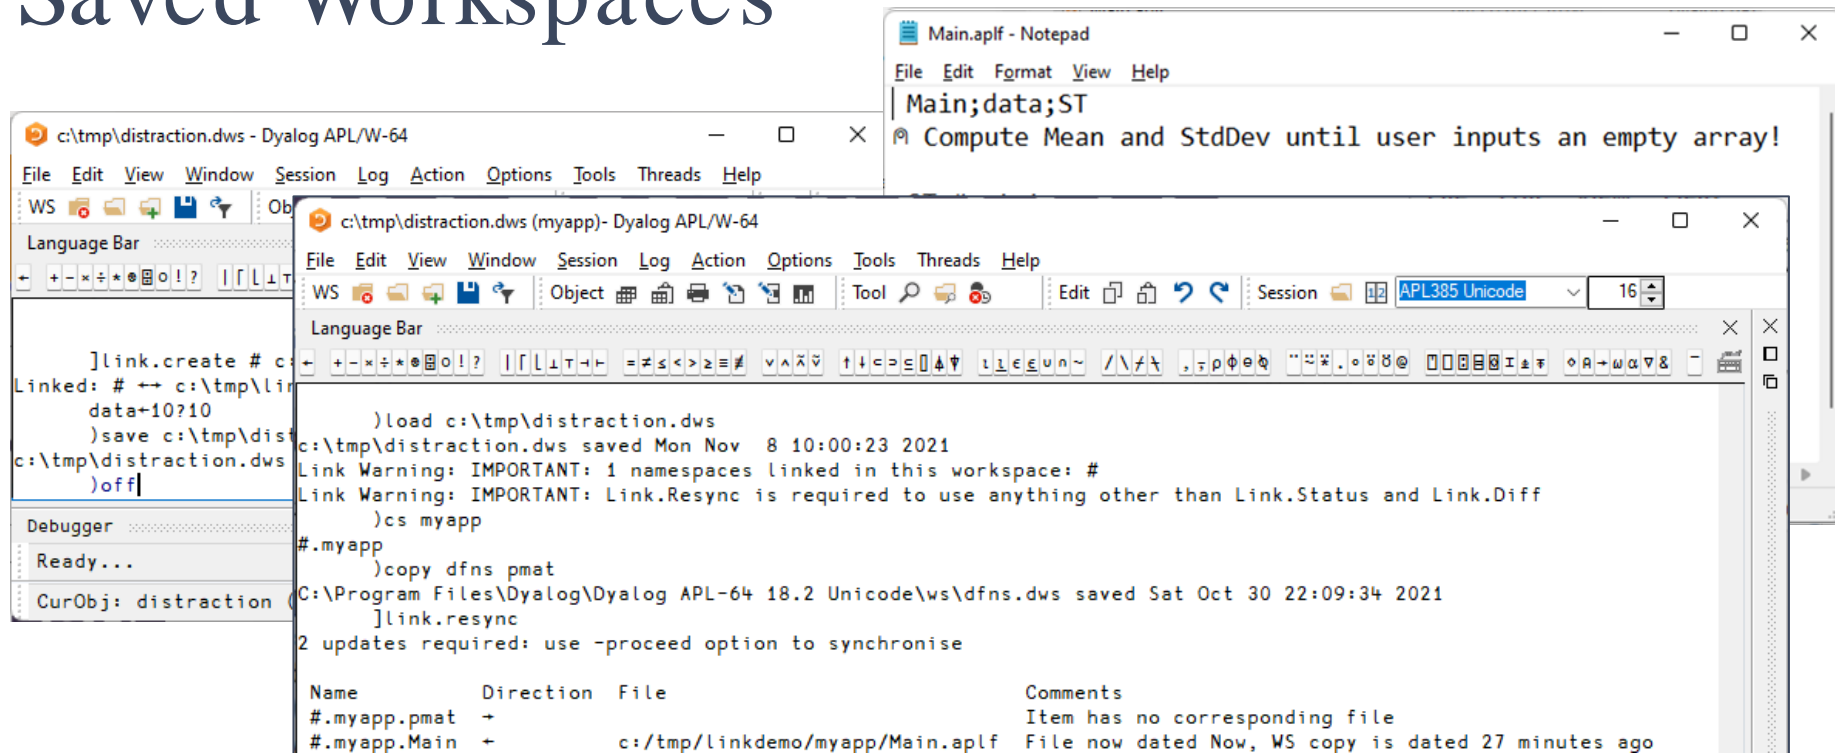 Saved Workspaces
Main.aplf - Notepad
File Edit Format View Help
Main;data;ST
⍝ Compute Mean and StdDev until user inputs an empty array!
c:\tmp\distraction.dws - Dyalog APL/W-64
File Edit View Window Session Log Action Options Tools Threads Help
WS
Language Bar
]link.create #
Linked: # ↔ c:\tmp\
data←10?10
)save c:\tmp\
c:\tmp\distraction.dws
)off
Debugger
Ready...
CurObj: distraction (
c:\tmp\distraction.dws (myapp)- Dyalog APL/W-64
File Edit View Window Session Log Action Options Tools Threads Help
WS Object Tool Edit Session APL385 Unicode 16
Language Bar
)load c:\tmp\distraction.dws
c:\tmp\distraction.dws saved Mon Nov 8 10:00:23 2021
Link Warning: IMPORTANT: 1 namespaces linked in this workspace: #
Link Warning: IMPORTANT: Link.Resync is required to use anything other than Link.Status and Link.Diff
)cs myapp
#.myapp
)copy dfns pmat
C:\Program Files\Dyalog\Dyalog APL-64 18.2 Unicode\ws\dfns.dws saved Sat Oct 30 22:09:34 2021
]link.resync
2 updates required: use -proceed option to synchronise
Name Direction File Comments
#.myapp.pmat → Item has no corresponding file
#.myapp.Main ← c:/tmp/linkdemo/myapp/Main.aplf File now dated Now, WS copy is dated 27 minutes ago